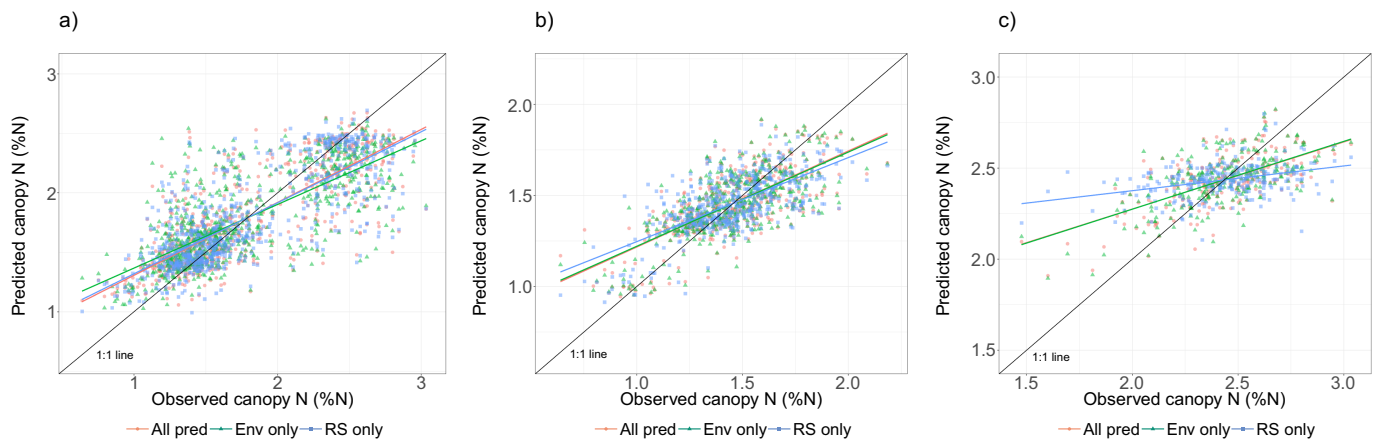 a)
Predicted canopy N (%N)
3
2
1
1:1 line
1 2 3
Observed canopy N (%N)
All pred Env only RS only
b)
Predicted canopy N (%N)
2.0
1.5
1.0
1:1 line
1.0 1.5 2.0
Observed canopy N (%N)
All pred Env only RS only
c)
Predicted canopy N (%N)
3.0
2.5
2.0
1.5
1:1 line
1.5 2.0 2.5 3.0
Observed canopy N (%N)
All pred Env only RS only